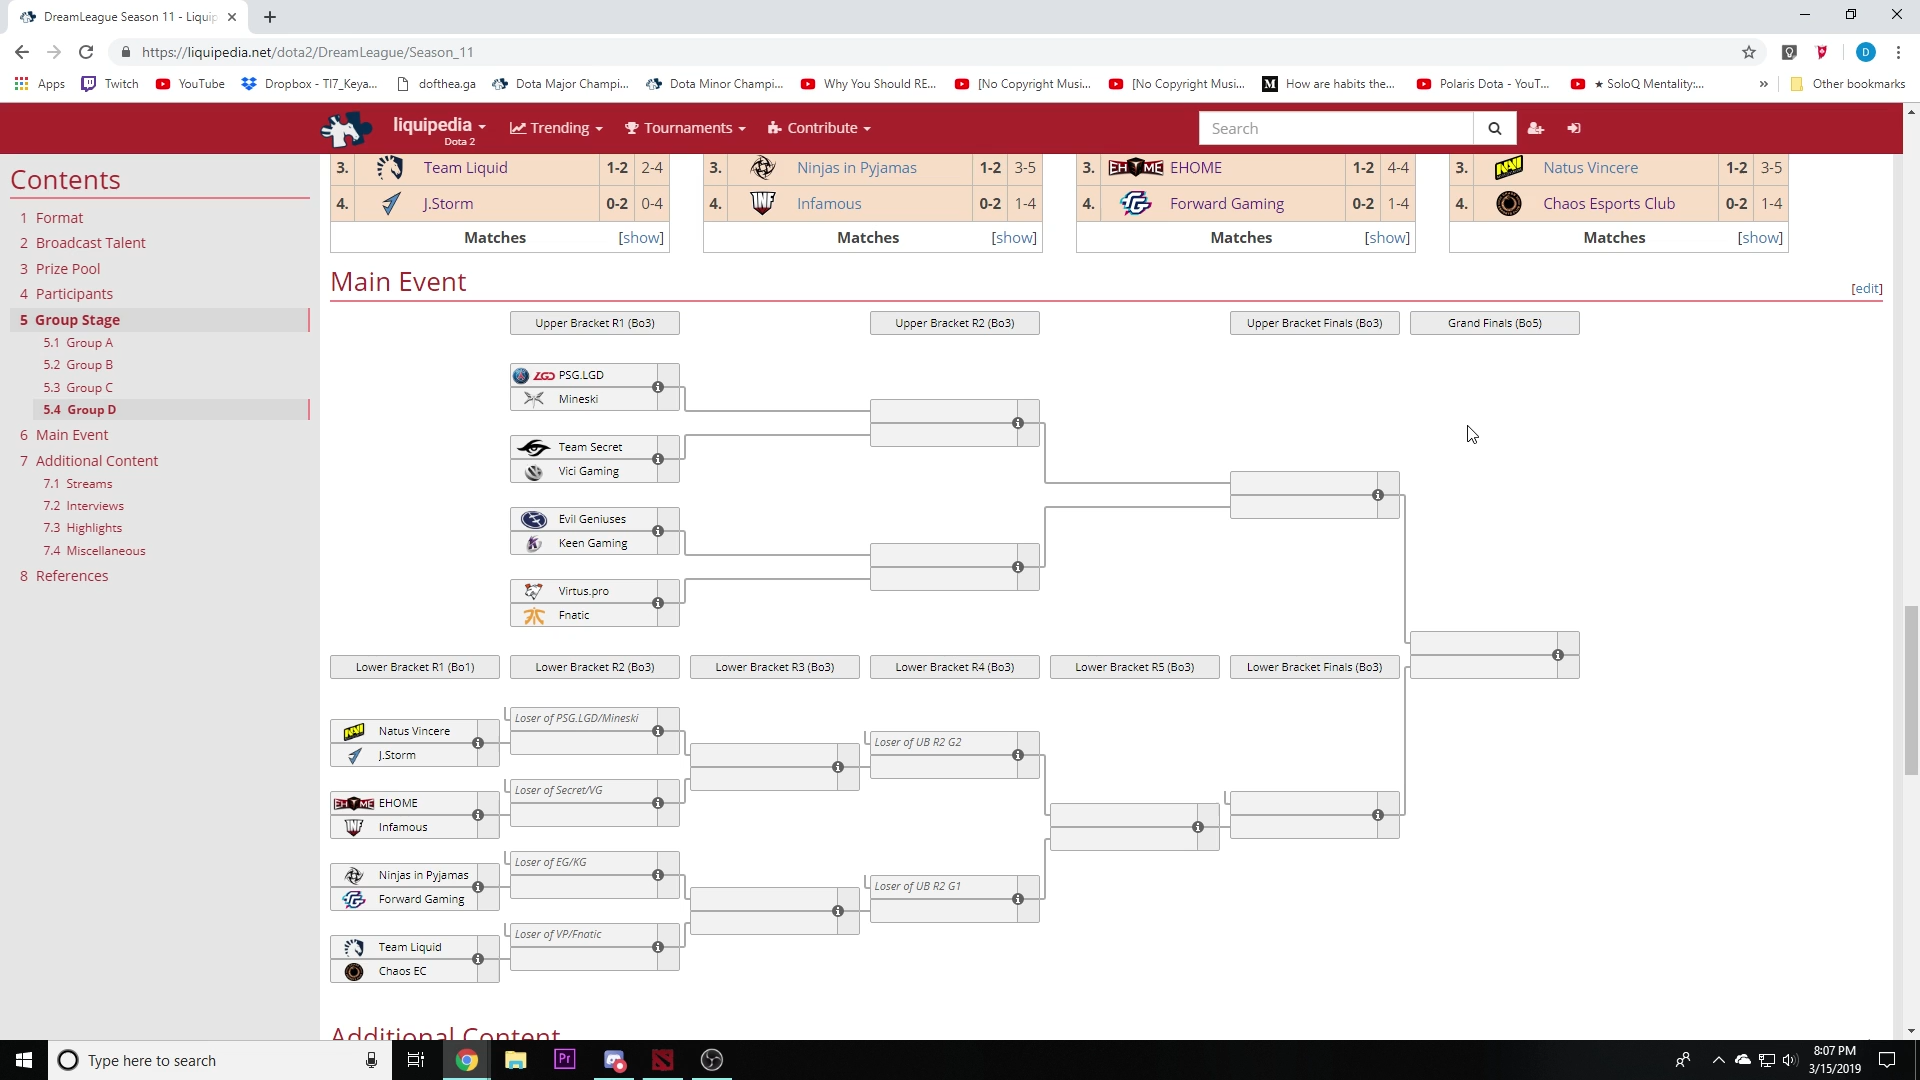 DreamLeague Season 11 - Liquip
https://liquipedia.net/dota2/DreamLeague/Season_11
D
Apps
Twitch
YouTube
Dropbox - TI7_Keya...
dofthea.ga
Dota Major Champi...
Dota Minor Champi...
Why You Should RE...
[No Copyright Musi...
[No Copyright Musi...
M
How are habits the...
Polaris Dota - YouT...
★ SoloQ Mentality:...
»
Other bookmarks
liquipedia
Dota 2
Trending
Tournaments
Contribute
Search
Contents
1 Format
2 Broadcast Talent
3 Prize Pool
4 Participants
5 Group Stage
5.1 Group A
5.2 Group B
5.3 Group C
5.4 Group D
6 Main Event
7 Additional Content
7.1 Streams
7.2 Interviews
7.3 Highlights
7.4 Miscellaneous
8 References
3. Team Liquid 1-2 2-4
4. J.Storm 0-2 0-4
Matches [show]
3. Ninjas in Pyjamas 1-2 3-5
4. INF Infamous 0-2 1-4
Matches [show]
3. EHOME EHOME 1-2 4-4
4. Forward Gaming 0-2 1-4
Matches [show]
3. NAVI Natus Vincere 1-2 3-5
4. Chaos Esports Club 0-2 1-4
Matches [show]
Main Event
[edit]
Upper Bracket R1 (Bo3)
Upper Bracket R2 (Bo3)
Upper Bracket Finals (Bo3)
Grand Finals (Bo5)
LGD PSG.LGD
Mineski
Team Secret
Vici Gaming
Evil Geniuses
Keen Gaming
Virtus.pro
Fnatic
Lower Bracket R1 (Bo1)
Lower Bracket R2 (Bo3)
Lower Bracket R3 (Bo3)
Lower Bracket R4 (Bo3)
Lower Bracket R5 (Bo3)
Lower Bracket Finals (Bo3)
NAVI Natus Vincere
J.Storm
EHOME EHOME
INF Infamous
Ninjas in Pyjamas
Forward Gaming
Team Liquid
Chaos EC
Loser of PSG.LGD/Mineski
Loser of Secret/VG
Loser of EG/KG
Loser of VP/Fnatic
Loser of UB R2 G2
Loser of UB R2 G1
Additional Content
Type here to search
Pr
8:07 PM
3/15/2019